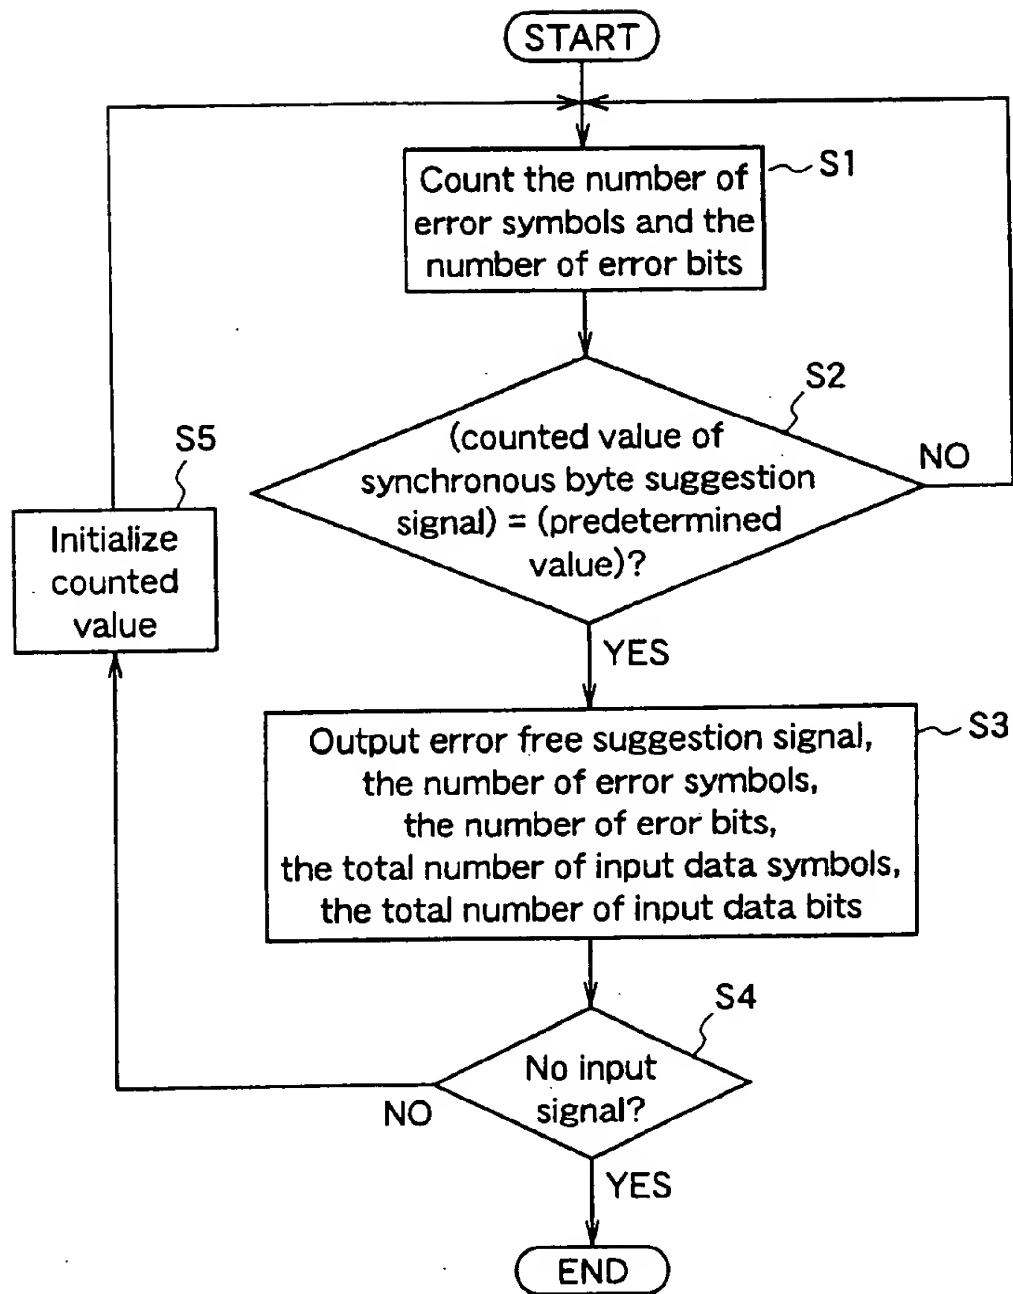 START
S1
Count the number of
error symbols and the
number of error bits
S2
(counted value of
synchronous byte suggestion
signal) = (predetermined
value)?
NO
S5
Initialize
counted
value
YES
S3
Output error free suggestion signal,
the number of error symbols,
the number of eror bits,
the total number of input data symbols,
the total number of input data bits
S4
No input
signal?
NO
YES
END